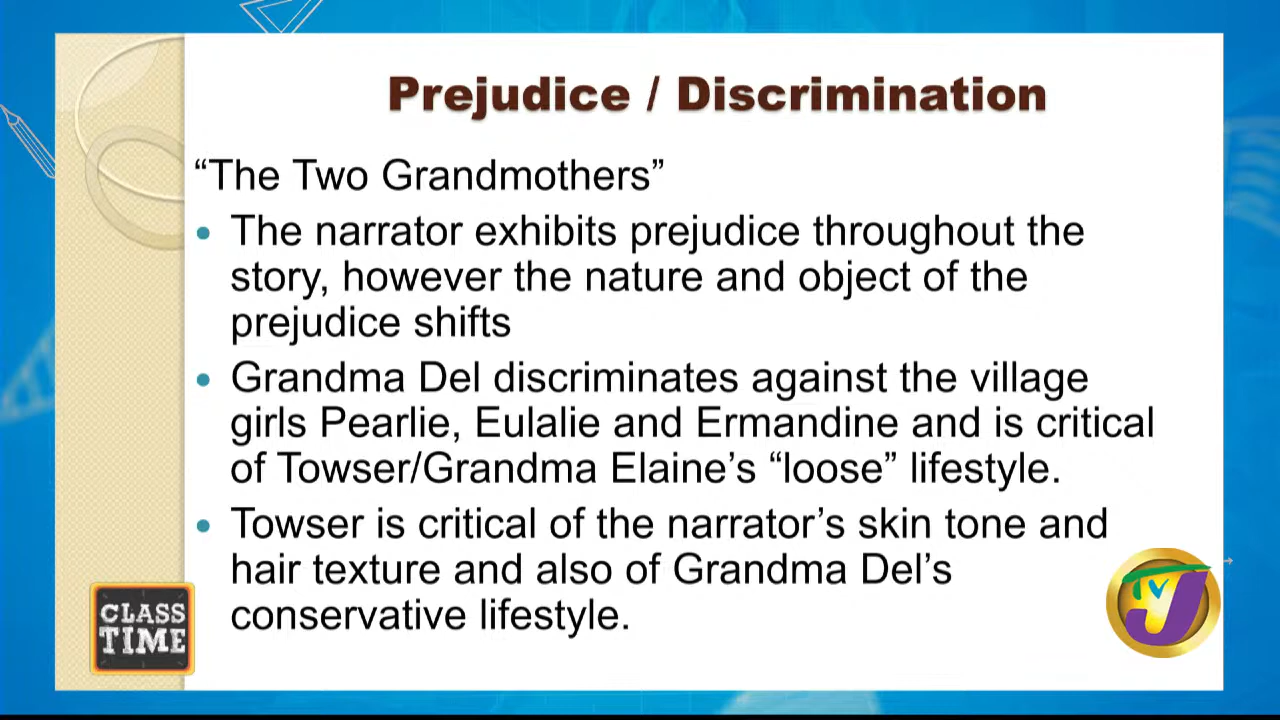 Prejudice / Discrimination
“The Two Grandmothers”
• The narrator exhibits prejudice throughout the
story, however the nature and object of the
prejudice shifts
• Grandma Del discriminates against the village
girls Pearlie, Eulalie and Ermandine and is critical
of Towser/Grandma Elaine’s “loose” lifestyle.
• Towser is critical of the narrator’s skin tone and
hair texture and also of Grandma Del’s
conservative lifestyle.
CLASS
TIME
TVJ